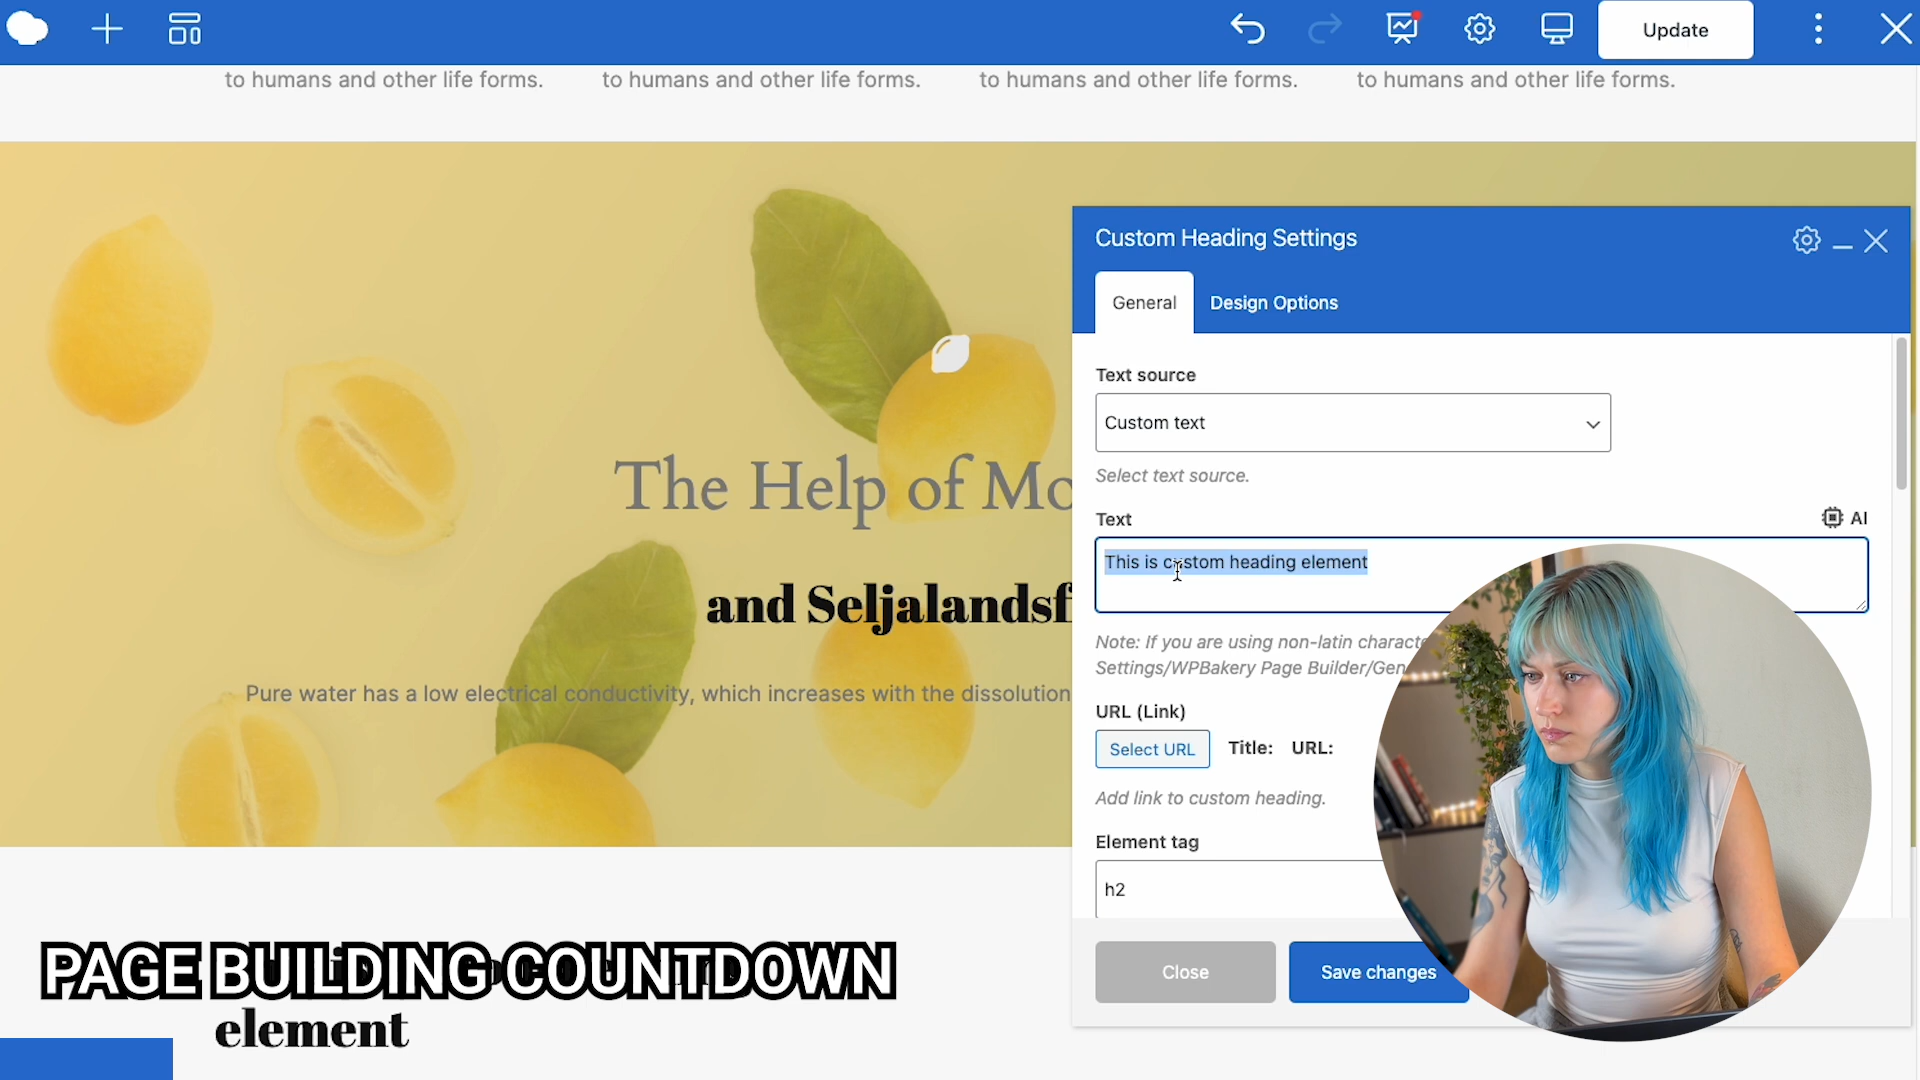 Update
to humans and other life forms.
to humans and other life forms.
to humans and other life forms.
to humans and other life forms.
Custom Heading Settings
General
Design Options
Text source
Custom text
Select text source.
Text
AI
This is custom heading element
Note: If you are using non-latin
Settings/WPBakery Page Builder/
URL (Link)
Select URL
Title:
URL:
Add link to custom heading.
Element tag
h2
Close
Save changes
The Help of
and
Pure water has a low electrical conductivity, which increases with the dissolution
PAGE BUILDING COUNTDOWN
element